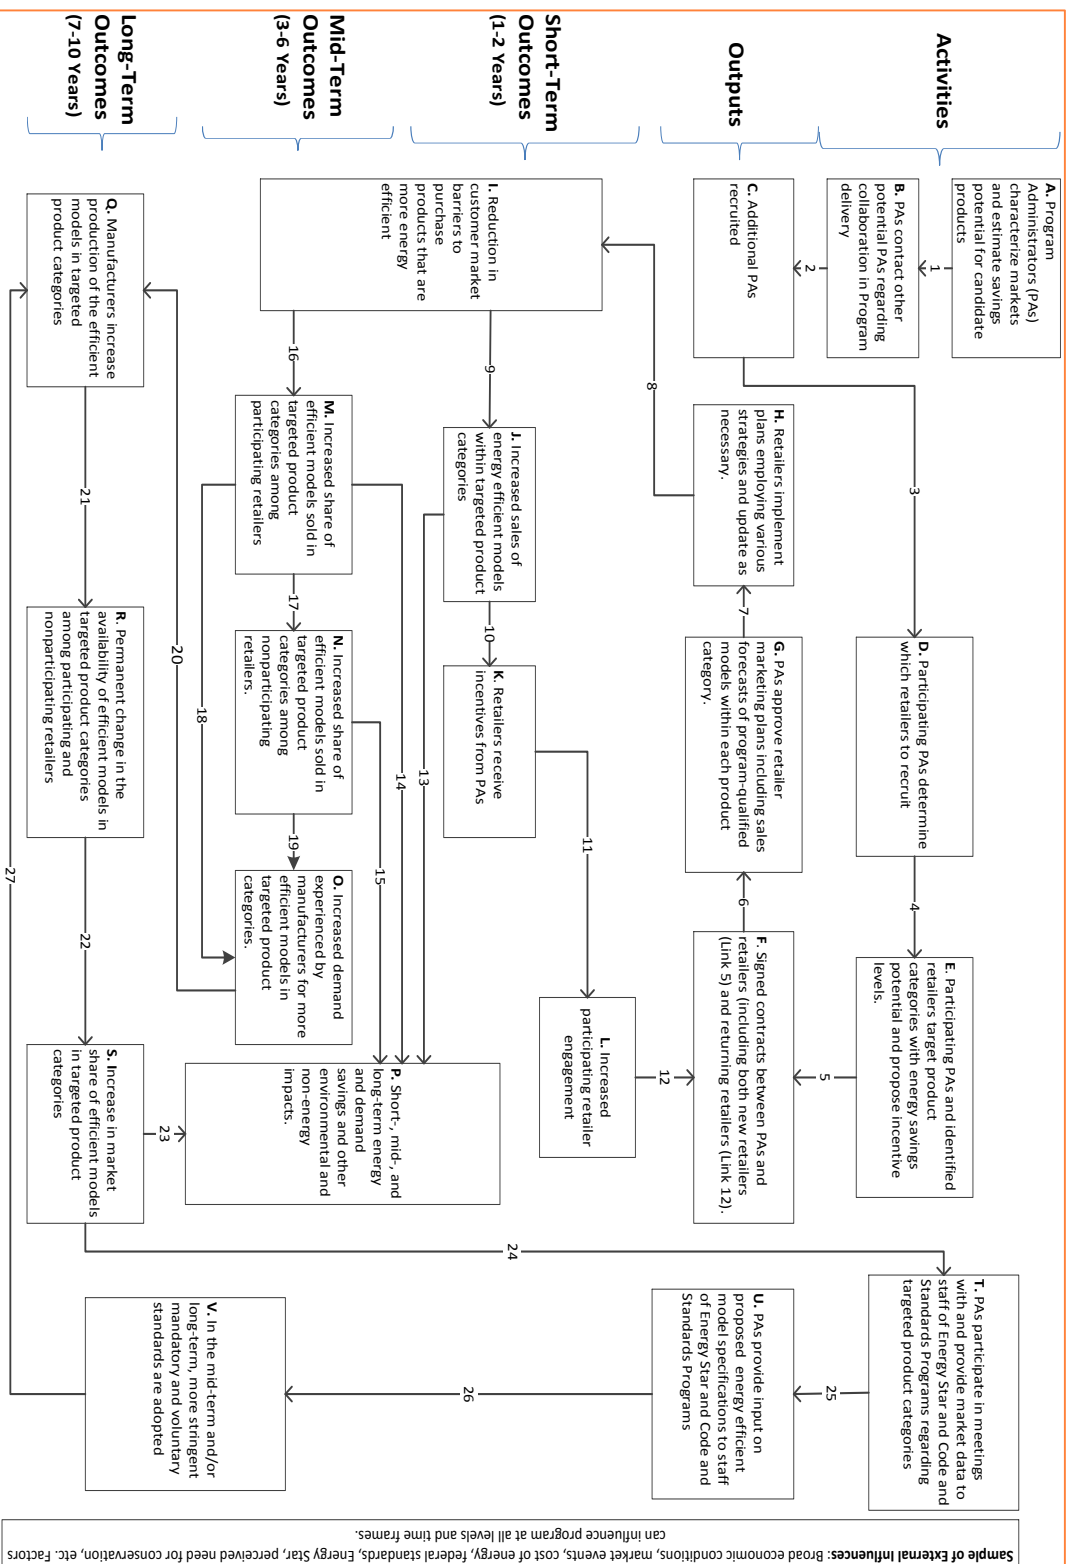 Activities
Outputs
Short-Term
Outcomes
(1-2 Years)
Mid-Term
Outcomes
(3-6 Years)
Long-Term
Outcomes
(7-10 Years)
A. Program
Administrators (PAs)
characterize markets
and estimate savings
potential for candidate
products
1
B. PAs contact other
potential PAs regarding
collaboration in Program
delivery
2
C. Additional PAs
recruited
3
D. Participating PAs determine
which retailers to recruit
4
E. Participating PAs and identified
retailers target product
categories with energy savings
potential and propose incentive
levels.
5
F. Signed contracts between PAs and
retailers (including both new retailers
(Link 5) and returning retailers (Link 12).
6
G. PAs approve retailer
marketing plans including sales
forecasts of program-qualified
models within each product
category.
7
H. Retailers implement
plans employing various
strategies and update as
necessary.
8
I. Reduction in
customer market
barriers to
purchase
products that are
more energy
efficient
9
J. Increased sales of
energy efficient models
within targeted product
categories
10
K. Retailers receive
incentives from PAs
11
L. Increased
participating retailer
engagement
12
13
14
15
16
M. Increased share of
efficient models sold in
targeted product
categories among
participating retailers
17
N. Increased share of
efficient models sold in
targeted product
categories among
nonparticipating
retailers.
18
19
O. Increased demand
experienced by
manufacturers for more
efficient models in
targeted product
categories.
P. Short-, mid-, and
long-term energy
and demand
savings and other
environmental and
non-energy
impacts.
20
Q. Manufacturers increase
production of the efficient
models in targeted
product categories
21
R. Permanent change in the
availability of efficient models in
targeted product categories
among participating and
nonparticipating retailers
22
S. Increase in market
share of efficient models
in targeted product
categories
23
24
T. PAs participate in meetings
with and provide market data to
staff of Energy Star and Code and
Standards Programs regarding
targeted product categories
25
U. PAs provide input on
proposed energy efficient
model specifications to staff
of Energy Star and Code and
Standards Programs
26
V. In the mid-term and/or
long-term, more stringent
mandatory and voluntary
standards are adopted
27
Sample of External Influences: Broad economic conditions, market events, cost of energy, federal standards, Energy Star, perceived need for conservation, etc. Factors
can influence program at all levels and time frames.